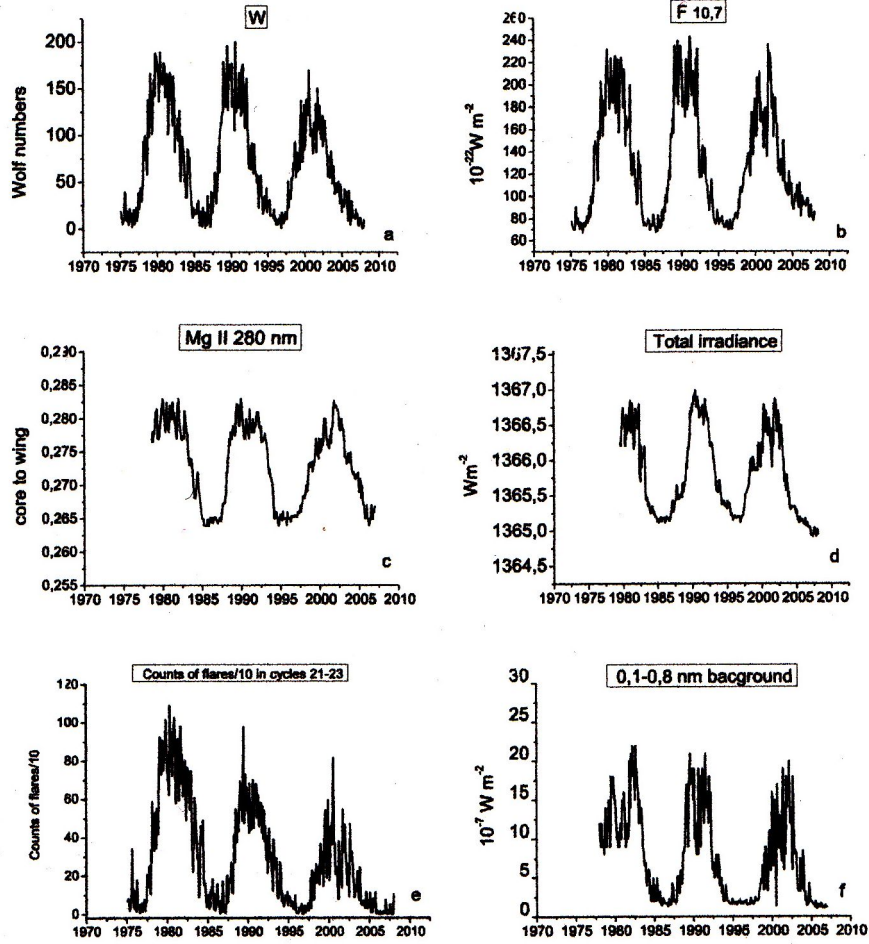 W
200
150
100
50
0
Wolf numbers
a
1970 1975 1980 1985 1990 1995 2000 2005 2010
F 10,7
260
240
220
200
180
160
140
120
100
80
60
10⁻²²W m⁻²
b
1970 1975 1980 1985 1990 1995 2000 2005 2010
Mg II 280 nm
0,230
0,285
0,280
0,275
0,270
0,265
0,260
0,255
core to wing
c
1970 1975 1980 1985 1990 1995 2000 2005 2010
Total irradiance
1367,5
1367,0
1366,5
1366,0
1365,5
1365,0
1364,5
Wm⁻²
d
1970 1975 1980 1985 1990 1995 2000 2005 2010
Counts of flares/10 in cycles 21-23
120
100
80
60
40
20
0
Counts of flares/10
e
1970 1975 1980 1985 1990 1995 2000 2005 2010
0,1-0,8 nm bacground
30
25
20
15
10
5
0
10⁻⁷ W m⁻²
f
1970 1975 1980 1985 1990 1995 2000 2005 2010